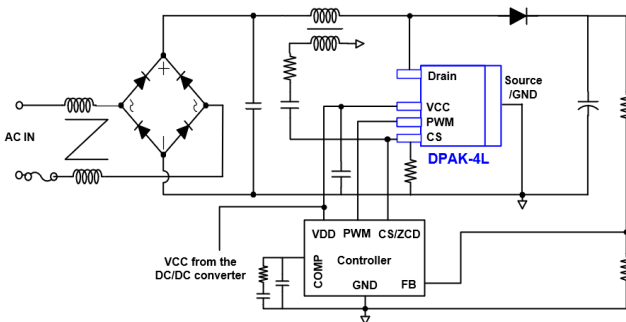 Drain
Source
/GND
VCC
PWM
CS
DPAK-4L
AC IN
VDD PWM CS/ZCD
VCC from the
DC/DC converter
COMP
Controller
GND
FB